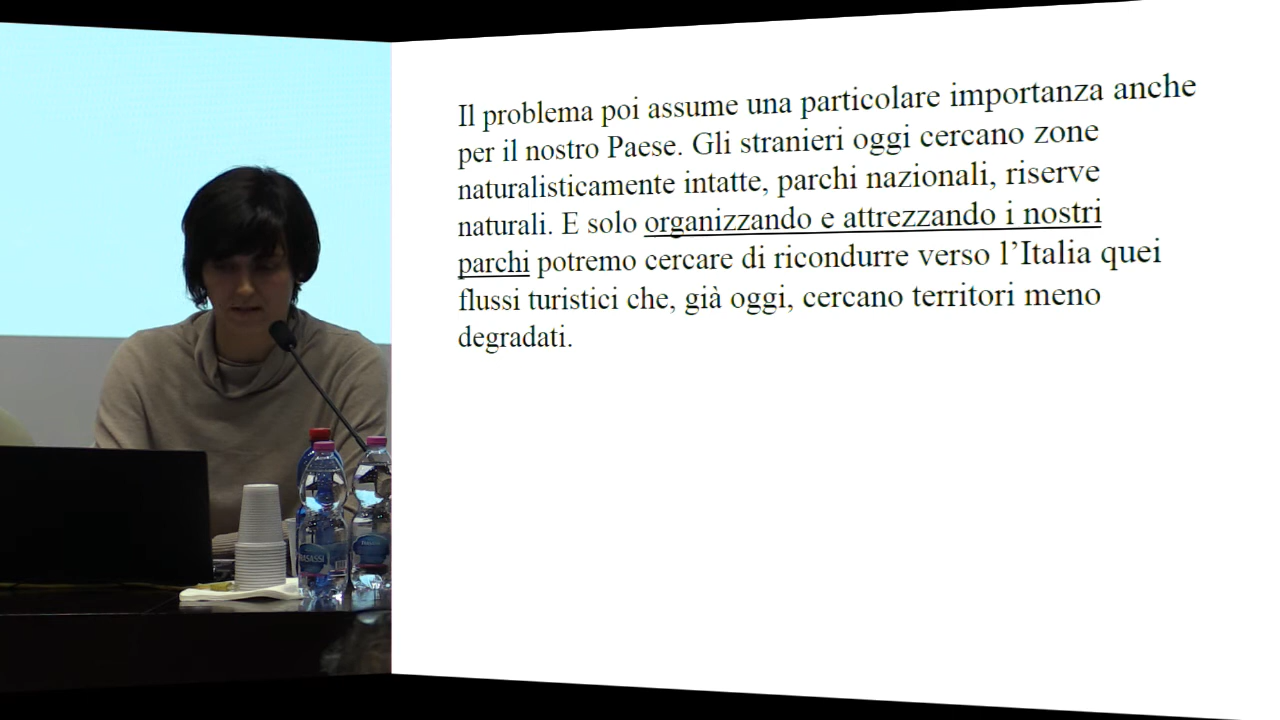 Il problema poi assume una particolare importanza anche
per il nostro Paese. Gli stranieri oggi cercano zone
naturalisticamente intatte, parchi nazionali, riserve
naturali. E solo organizzando e attrezzando i nostri
parchi potremo cercare di ricondurre verso l’Italia quei
flussi turistici che, già oggi, cercano territori meno
degradati.